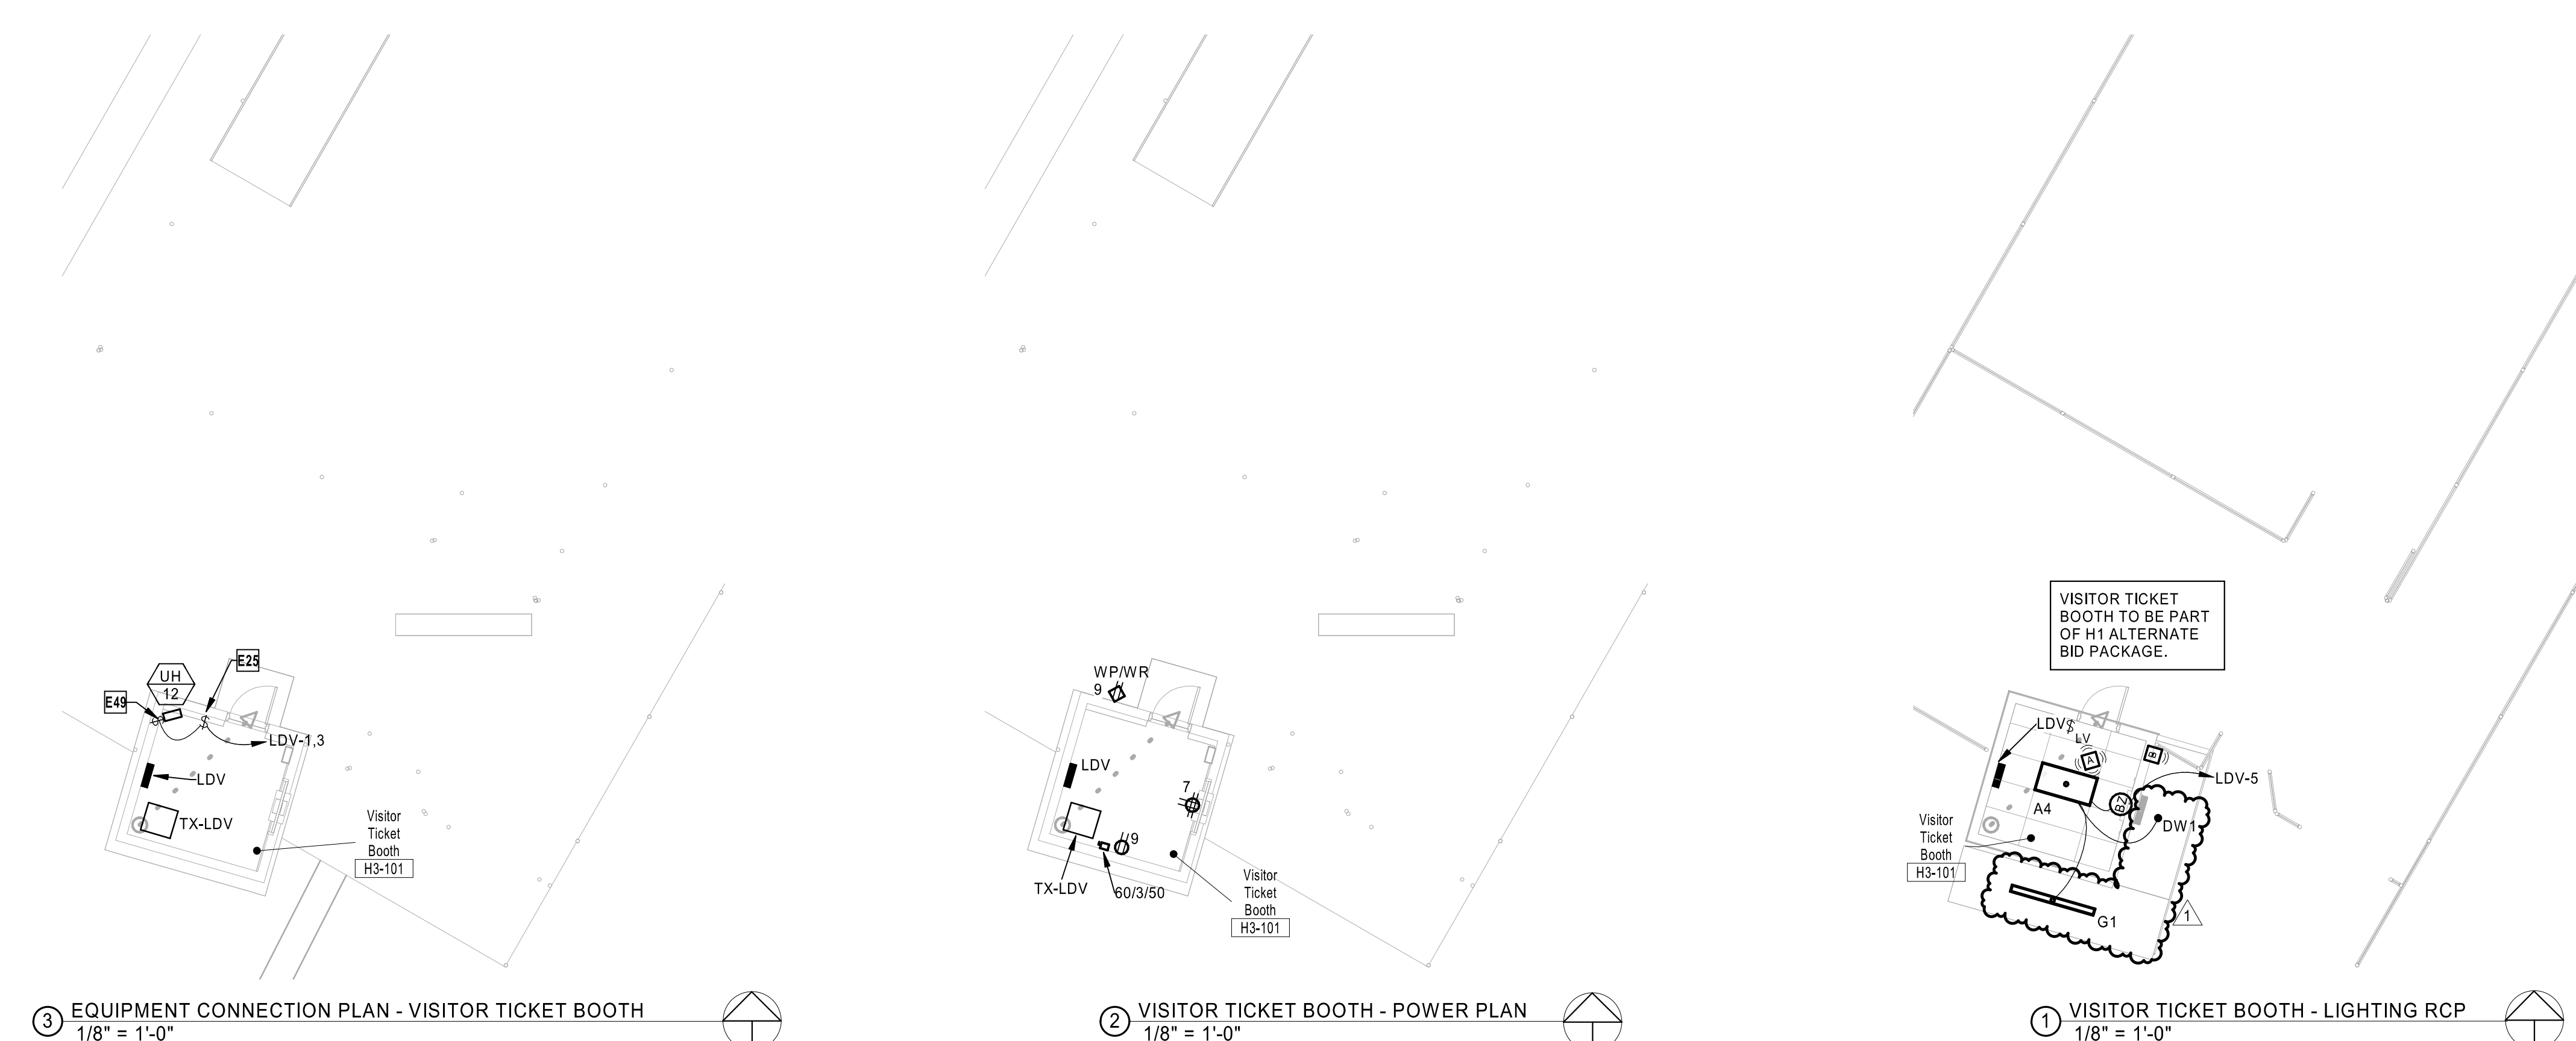 E25
UH
12
E49
LDV-1,3
LDV
TX-LDV
Visitor
Ticket
Booth
H3-101
3
EQUIPMENT CONNECTION PLAN - VISITOR TICKET BOOTH
1/8" = 1'-0"
WP/WR
9
LDV
7
9
TX-LDV
60/3/50
Visitor
Ticket
Booth
H3-101
2
VISITOR TICKET BOOTH - POWER PLAN
1/8" = 1'-0"
VISITOR TICKET
BOOTH TO BE PART
OF H1 ALTERNATE
BID PACKAGE.
LDV
$
LV
A
B
LDV-5
A4
BZ
DW1
Visitor
Ticket
Booth
H3-101
G1
1
1
VISITOR TICKET BOOTH - LIGHTING RCP
1/8" = 1'-0"